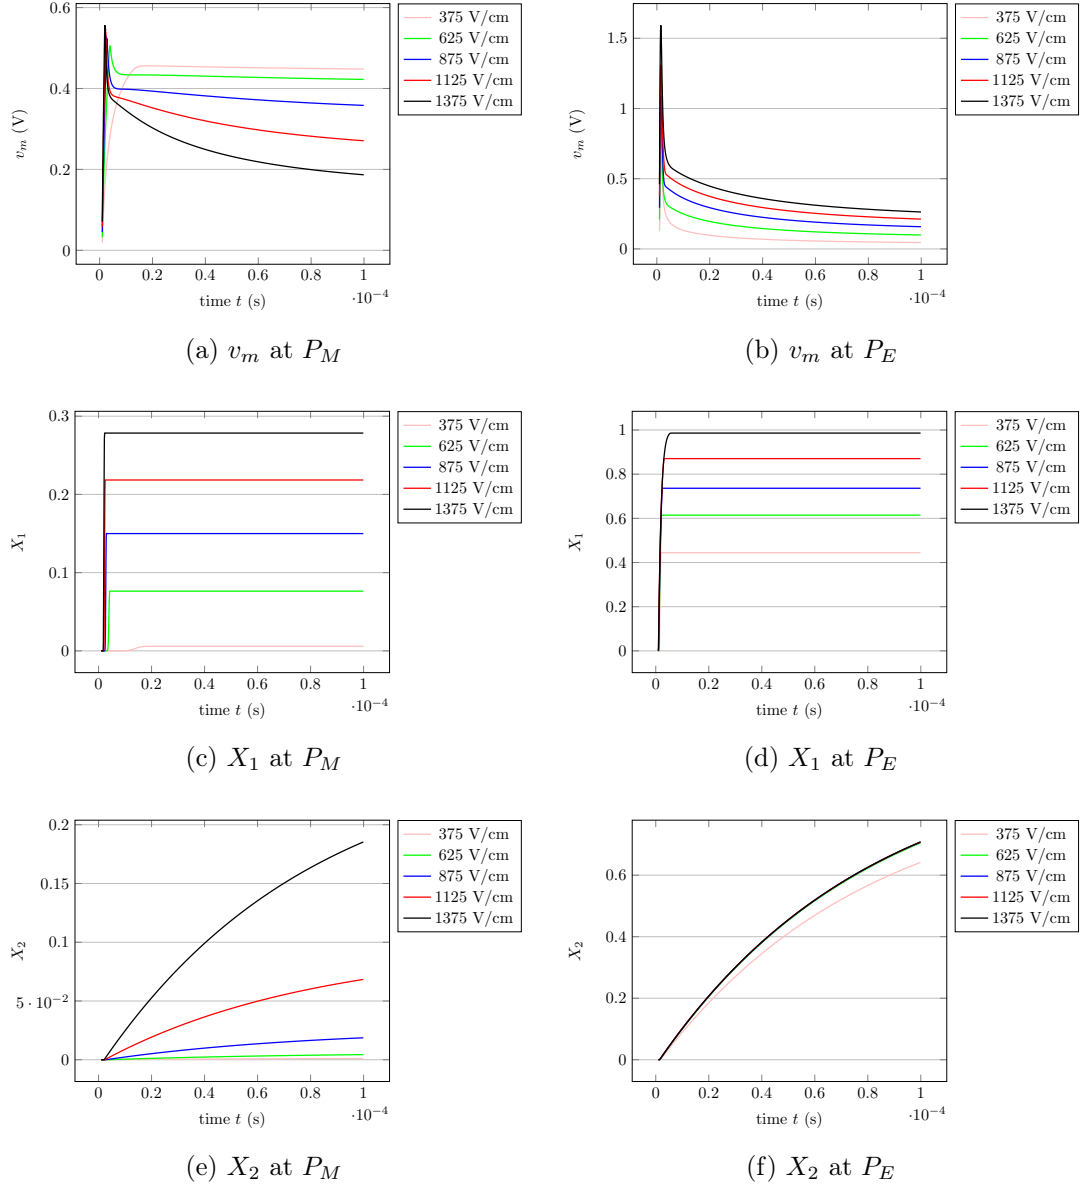 0.6
0.4
0.2
0
v_m (V)
0 0.2 0.4 0.6 0.8 1
·10⁻⁴
time t (s)
375 V/cm
625 V/cm
875 V/cm
1125 V/cm
1375 V/cm
(a) v_m at P_M
1.5
1
0.5
0
v_m (V)
0 0.2 0.4 0.6 0.8 1
·10⁻⁴
time t (s)
375 V/cm
625 V/cm
875 V/cm
1125 V/cm
1375 V/cm
(b) v_m at P_E
0.3
0.2
0.1
0
X_1
0 0.2 0.4 0.6 0.8 1
·10⁻⁴
time t (s)
375 V/cm
625 V/cm
875 V/cm
1125 V/cm
1375 V/cm
(c) X_1 at P_M
1
0.8
0.6
0.4
0.2
0
X_1
0 0.2 0.4 0.6 0.8 1
·10⁻⁴
time t (s)
375 V/cm
625 V/cm
875 V/cm
1125 V/cm
1375 V/cm
(d) X_1 at P_E
0.2
0.15
0.1
5 · 10⁻²
0
X_2
0 0.2 0.4 0.6 0.8 1
·10⁻⁴
time t (s)
375 V/cm
625 V/cm
875 V/cm
1125 V/cm
1375 V/cm
(e) X_2 at P_M
0.6
0.4
0.2
0
X_2
0 0.2 0.4 0.6 0.8 1
·10⁻⁴
time t (s)
375 V/cm
625 V/cm
875 V/cm
1125 V/cm
1375 V/cm
(f) X_2 at P_E